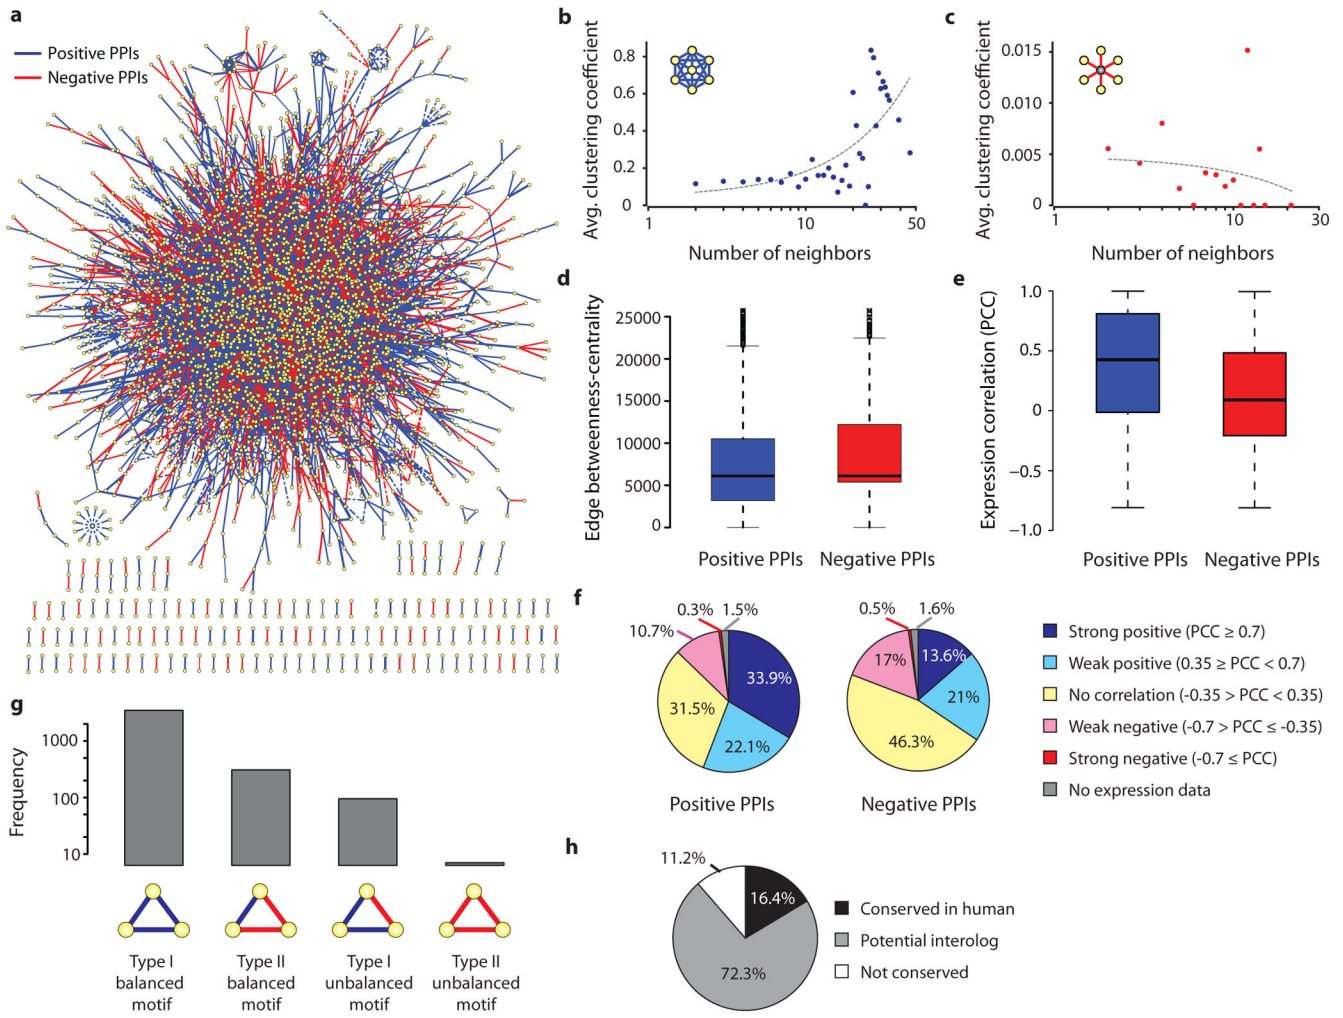 a
Positive PPIs
Negative PPIs
b
Avg. clustering coefficient
0.8
0.6
0.4
0.2
0
1
10
50
Number of neighbors
c
Avg. clustering coefficient
0.015
0.010
0.005
0
1
10
30
Number of neighbors
d
Edge betweenness-centrality
25000
20000
15000
10000
5000
0
Positive PPIs
Negative PPIs
e
Expression correlation (PCC)
1.0
0.5
0
−0.5
−1.0
Positive PPIs
Negative PPIs
f
0.3%
1.5%
10.7%
33.9%
31.5%
22.1%
Positive PPIs
0.5%
1.6%
17%
13.6%
21%
46.3%
Negative PPIs
Strong positive (PCC ≥ 0.7)
Weak positive (0.35 ≥ PCC < 0.7)
No correlation (-0.35 > PCC < 0.35)
Weak negative (-0.7 > PCC ≤ -0.35)
Strong negative (-0.7 ≤ PCC)
No expression data
g
Frequency
1000
100
10
Type I
balanced
motif
Type II
balanced
motif
Type I
unbalanced
motif
Type II
unbalanced
motif
h
11.2%
16.4%
72.3%
Conserved in human
Potential interolog
Not conserved